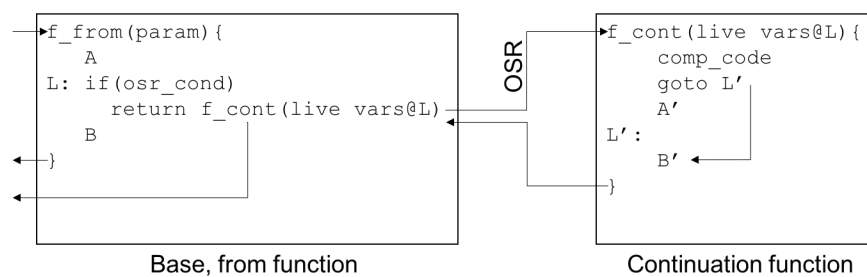 f_from(param){
A
L: if(osr_cond)
return f_cont(live vars@L)
B
}
Base, from function
OSR
f_cont(live vars@L){
comp_code
goto L′
A′
L′:
B′
}
Continuation function